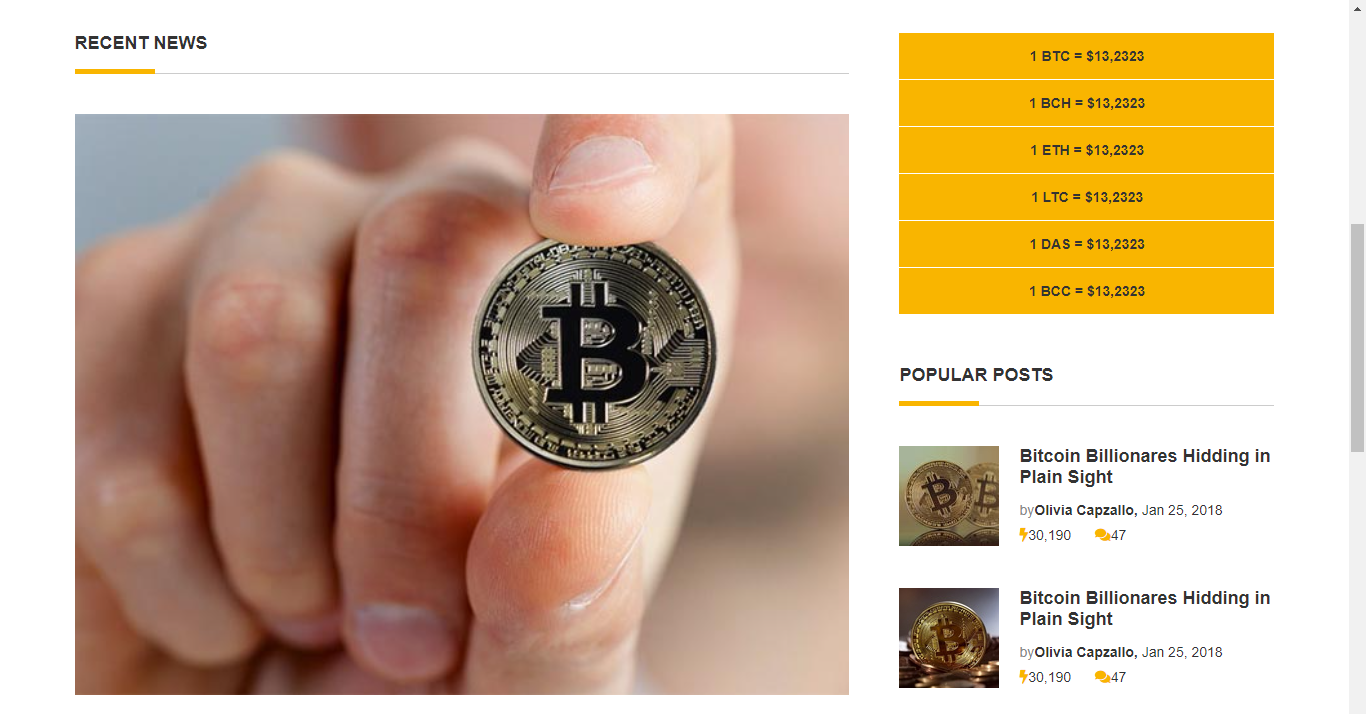 RECENT NEWS
1 BTC = $13,2323
1 BCH = $13,2323
1 ETH = $13,2323
1 LTC = $13,2323
1 DAS = $13,2323
1 BCC = $13,2323
POPULAR POSTS
Bitcoin Billionares Hidding in
Plain Sight
byOlivia Capzallo, Jan 25, 2018
30,190 47
Bitcoin Billionares Hidding in
Plain Sight
byOlivia Capzallo, Jan 25, 2018
30,190 47